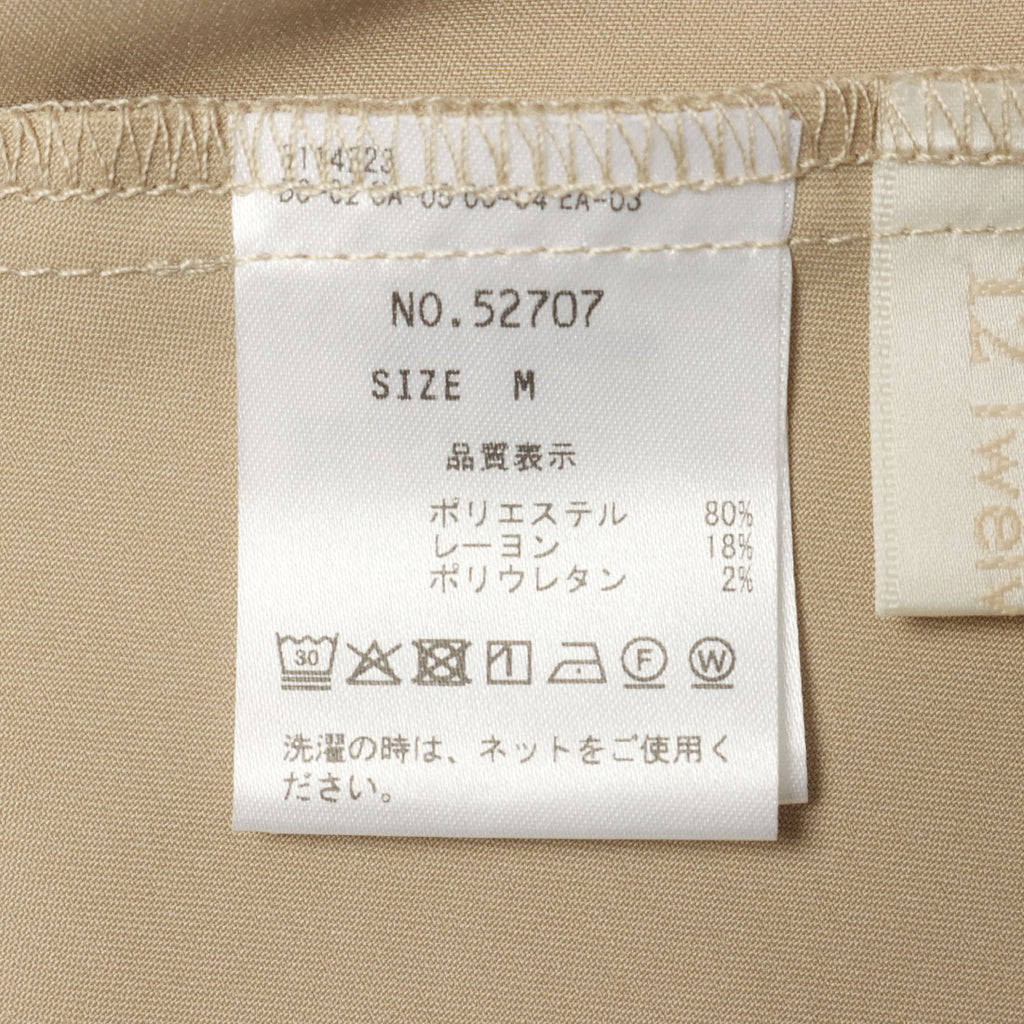 NO.52707
SIZE M
品質表示
ポリエステル 80%
レーヨン 18%
ポリウレタン 2%
30 F W
洗濯の時は、ネットをご使用く
ださい。
12